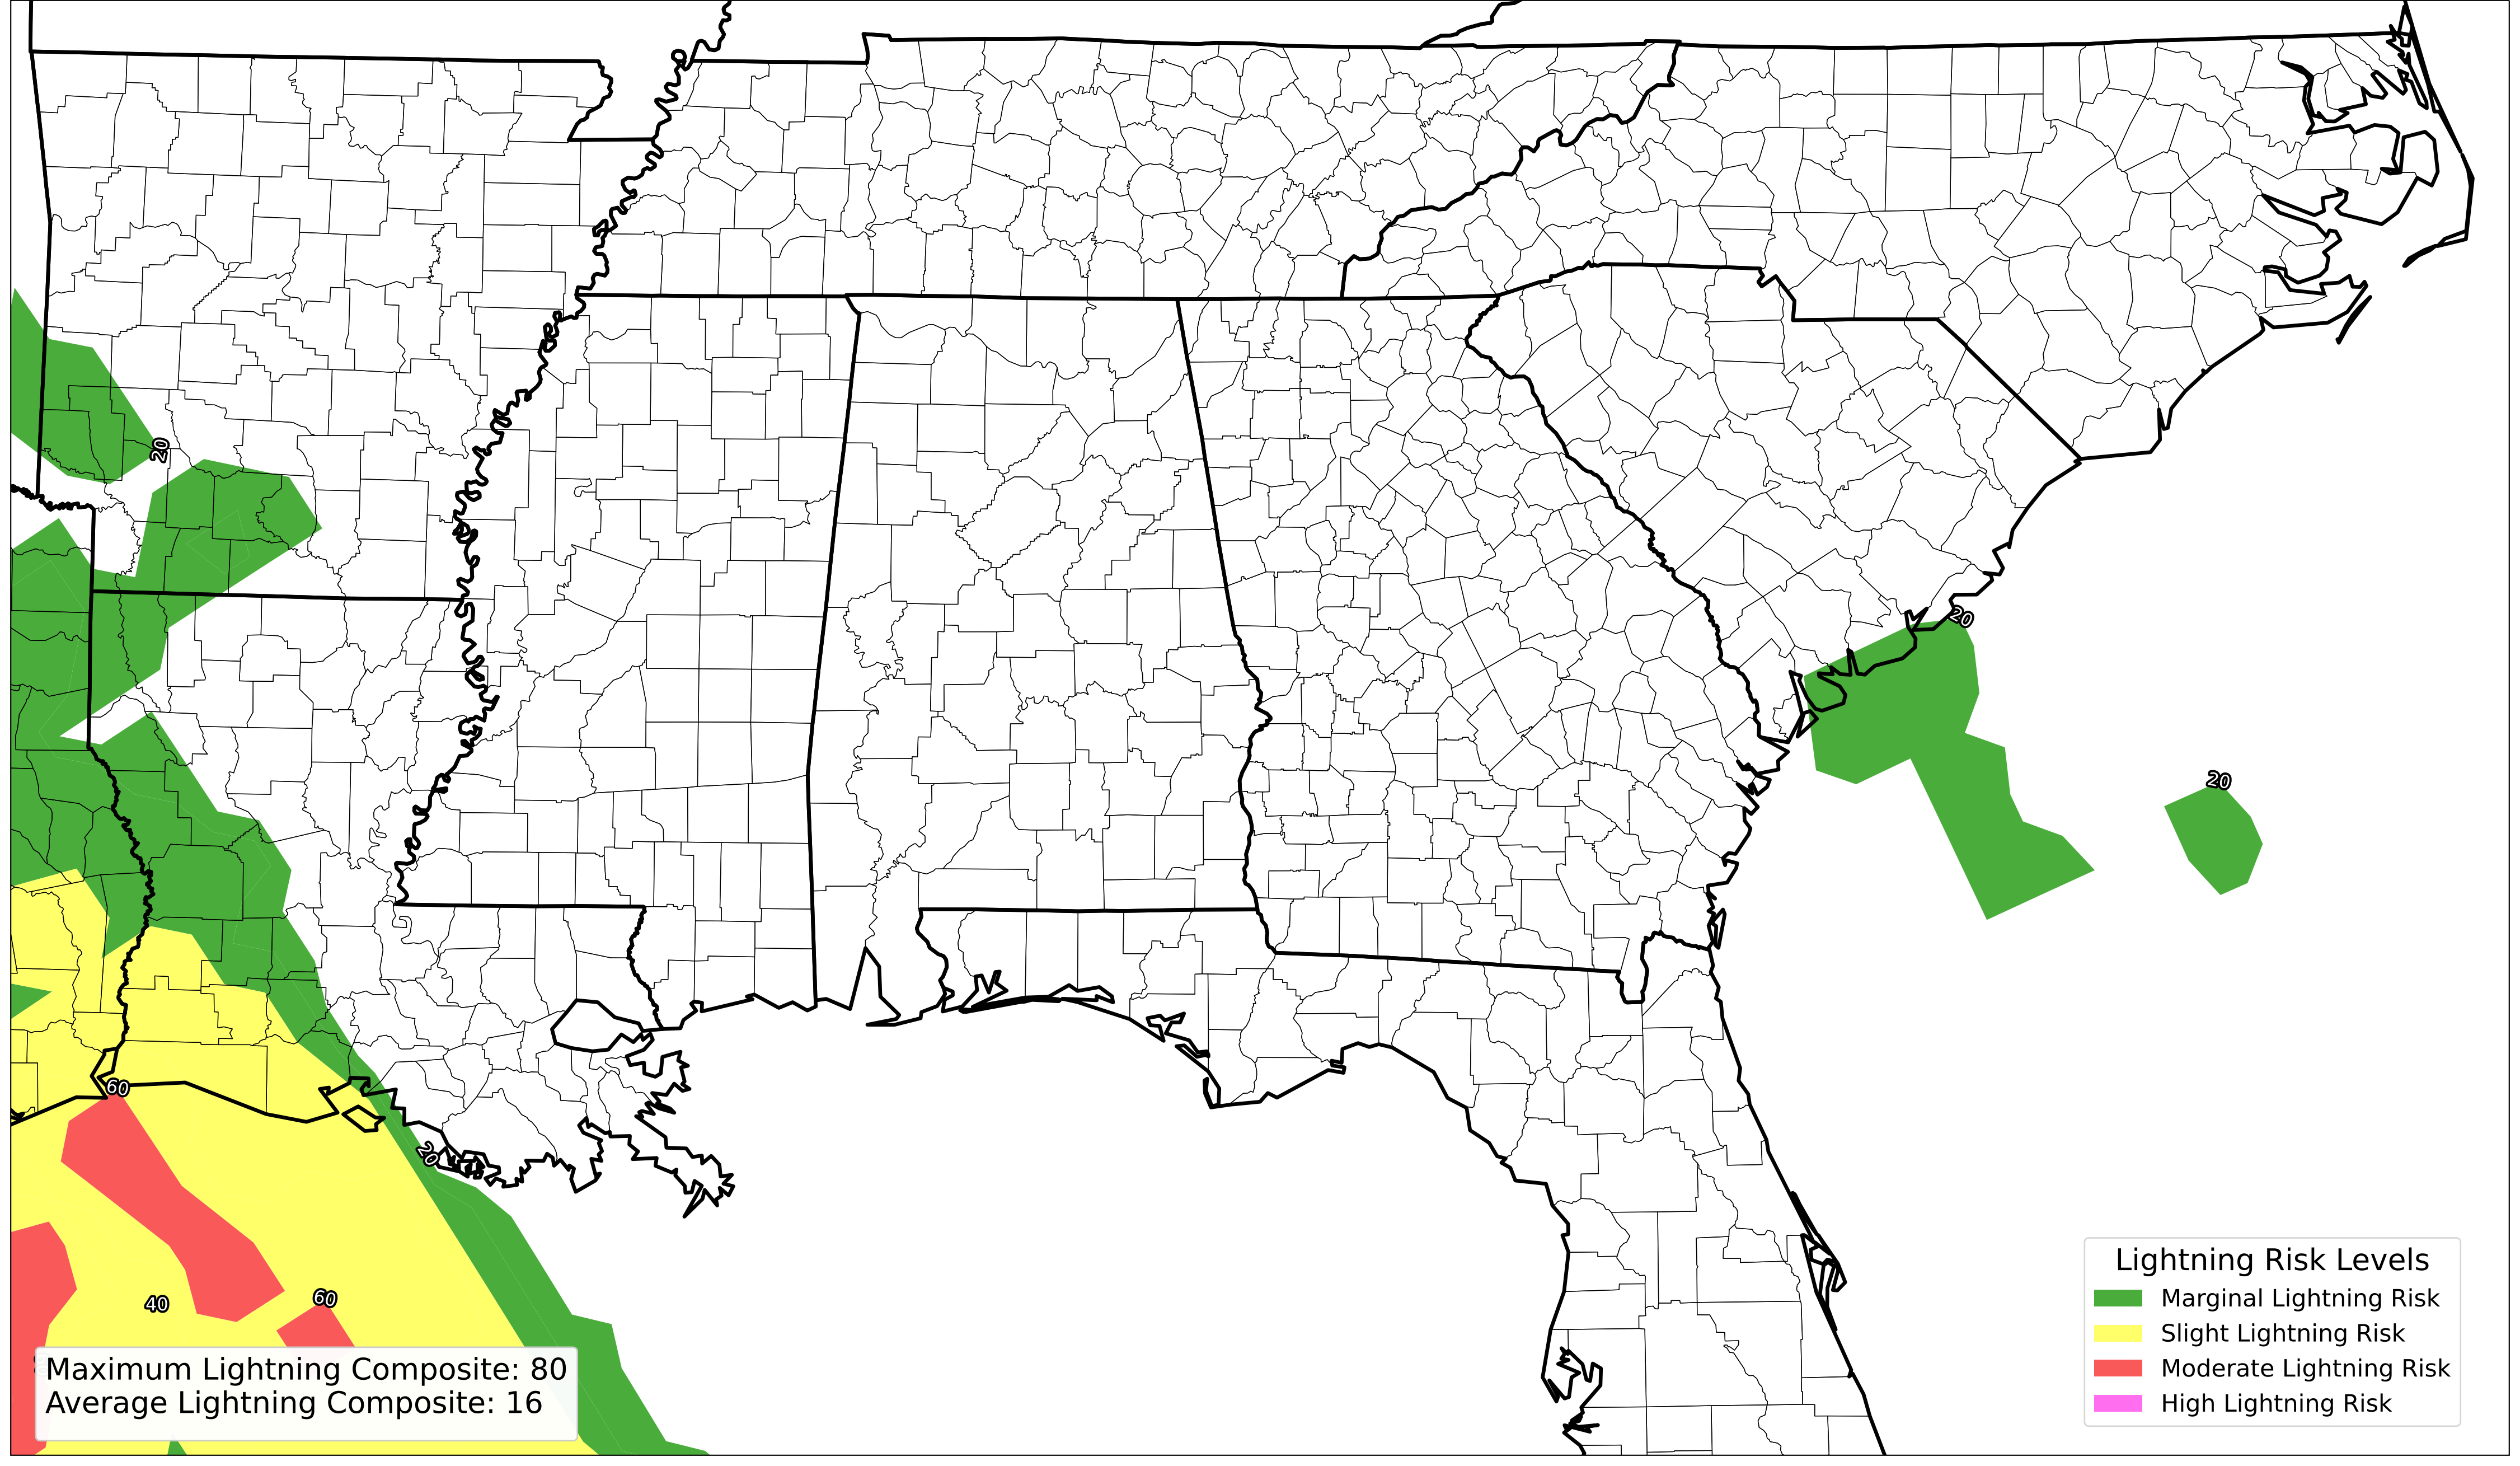 20
20
20
60
20
60
40
Maximum Lightning Composite: 80
Average Lightning Composite: 16
Lightning Risk Levels
Marginal Lightning Risk
Slight Lightning Risk
Moderate Lightning Risk
High Lightning Risk